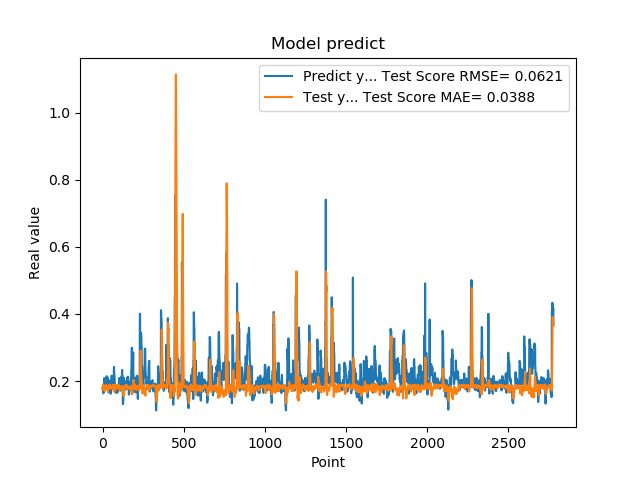 Model predict
Predict y... Test Score RMSE= 0.0621
Test y... Test Score MAE= 0.0388
1.0
0.8
0.6
0.4
0.2
Real value
0 500 1000 1500 2000 2500
Point